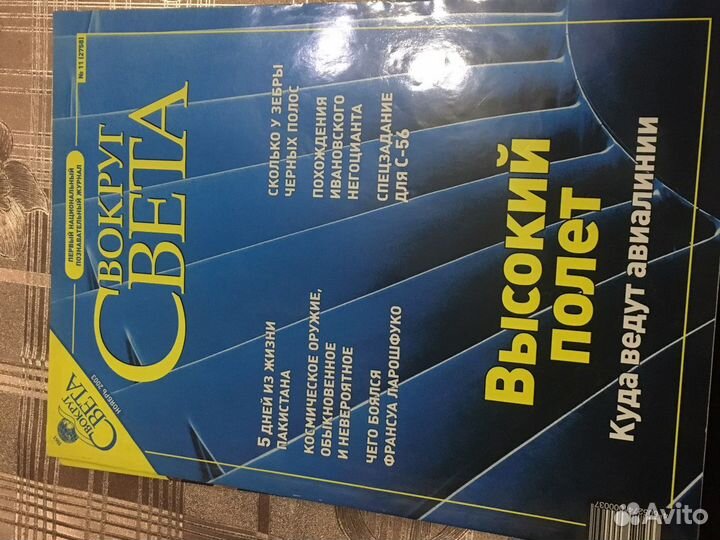 ВОКРУГ
СВЕТА
НОЯБРЬ 2003
ПЕРВЫЙ НАЦИОНАЛЬНЫЙ
ПОЗНАВАТЕЛЬНЫЙ ЖУРНАЛ
№ 11 (2758)
ВОКРУГ
СВЕТА
5 ДНЕЙ ИЗ ЖИЗНИ
ПАКИСТАНА
КОСМИЧЕСКОЕ ОРУЖИЕ,
ОБЫКНОВЕННОЕ
И НЕВЕРОЯТНОЕ
ЧЕГО БОЯЛСЯ
ФРАНСУА ЛАРОШФУКО
СКОЛЬКО У ЗЕБРЫ
ЧЕРНЫХ ПОЛОС
ПОХОЖДЕНИЯ
ИВАНОВСКОГО
НЕГОЦИАНТА
СПЕЦЗАДАНИЕ
ДЛЯ С-56
ВЫСОКИЙ
ПОЛЕТ
Куда ведут авиалинии
Avito